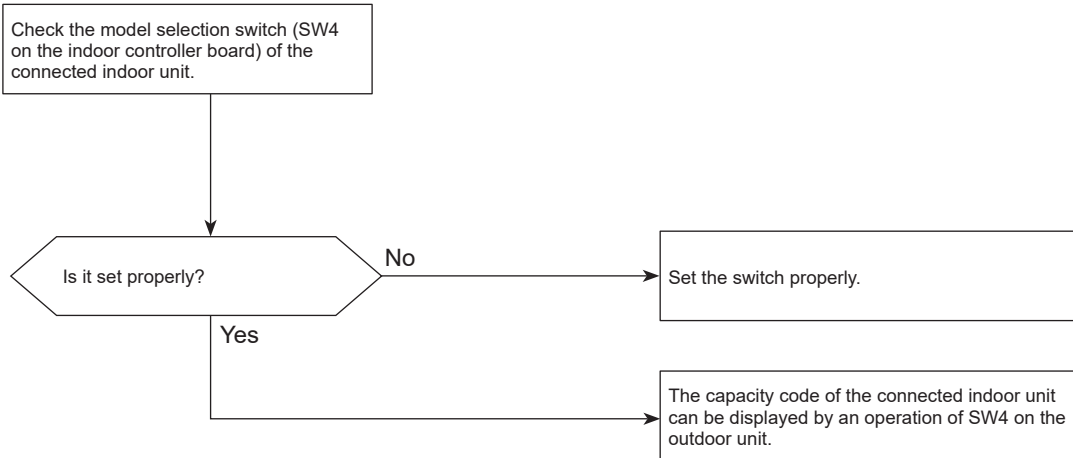 Check the model selection switch (SW4
on the indoor controller board) of the
connected indoor unit.
Is it set properly?
No
Set the switch properly.
Yes
The capacity code of the connected indoor unit
can be displayed by an operation of SW4 on the
outdoor unit.